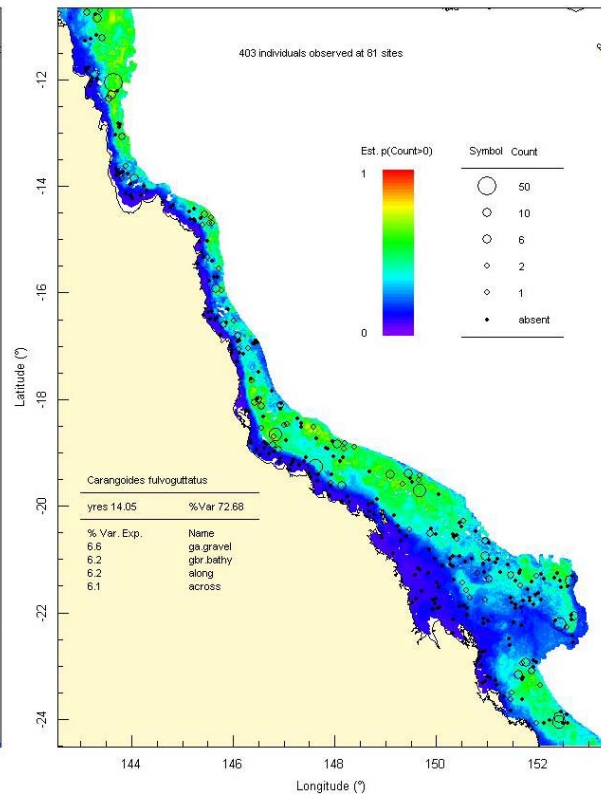 403 individuals observed at 81 sites
Est. p(Count>0)
1
0
Symbol Count
50
10
6
2
1
absent
Latitude (°)
-12
-14
-16
-18
-20
-22
-24
Carangoides fulvoguttatus
yres 14.05 %Var 72.68
% Var. Exp. Name
6.6 ga.gravel
6.2 gbr.bathy
6.2 along
6.1 across
144 146 148 150 152
Longitude (°)